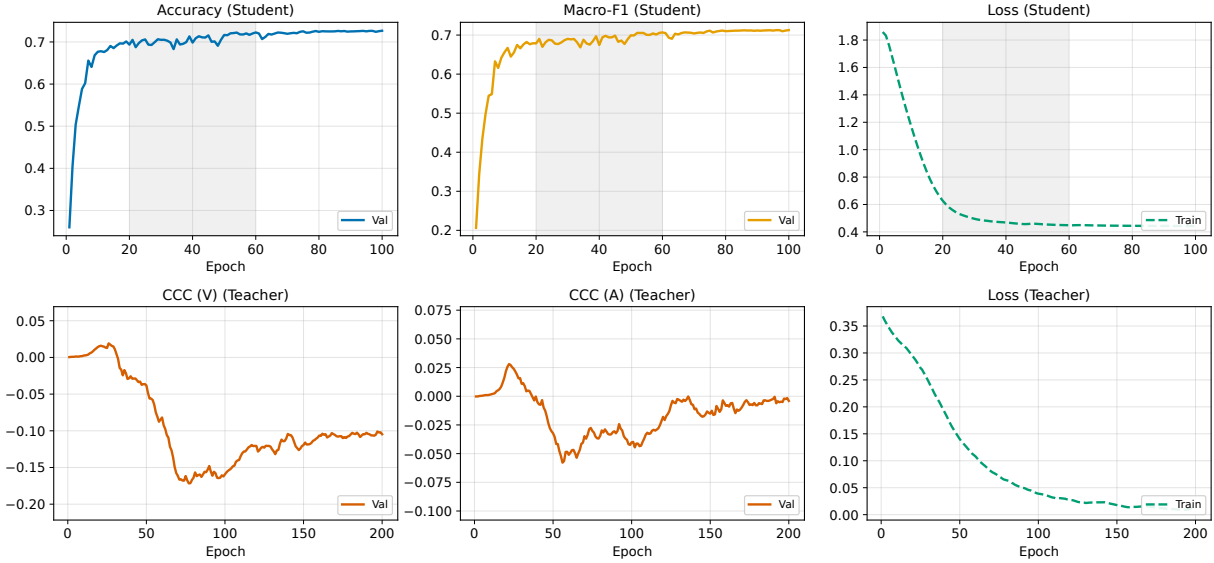 Accuracy (Student)
0.7
0.6
0.5
0.4
0.3
0 20 40 60 80 100
Epoch
Val
Macro-F1 (Student)
0.7
0.6
0.5
0.4
0.3
0.2
0 20 40 60 80 100
Epoch
Val
Loss (Student)
1.8
1.6
1.4
1.2
1.0
0.8
0.6
0.4
0 20 40 60 80 100
Epoch
Train
CCC (V) (Teacher)
0.05
0.00
−0.05
−0.10
−0.15
−0.20
0 50 100 150 200
Epoch
Val
CCC (A) (Teacher)
0.075
0.050
0.025
0.000
−0.025
−0.050
−0.075
−0.100
0 50 100 150 200
Epoch
Val
Loss (Teacher)
0.35
0.30
0.25
0.20
0.15
0.10
0.05
0.00
0 50 100 150 200
Epoch
Train